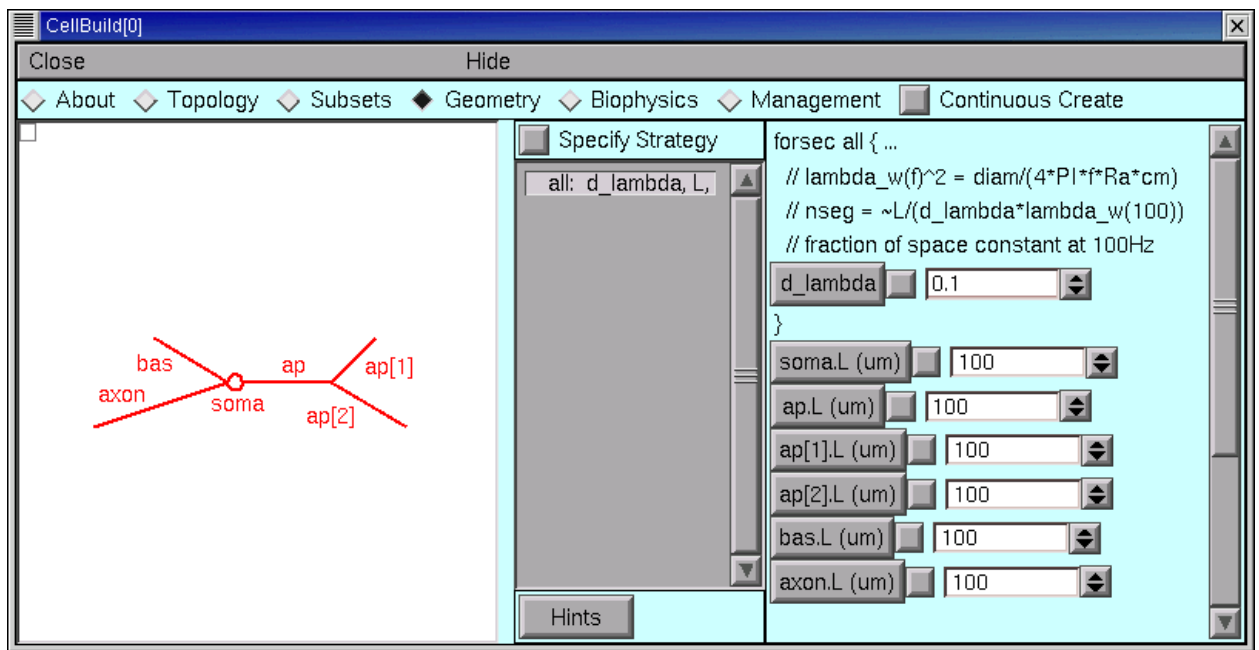 CellBuild[0]
Close Hide
About Topology Subsets Geometry Biophysics Management Continuous Create
bas
axon
soma
ap
ap[1]
ap[2]
Specify Strategy
all: d_lambda, L,
Hints
forsec all { ...
// lambda_w(f)^2 = diam/(4*PI*f*Ra*cm)
// nseg = ~L/(d_lambda*lambda_w(100))
// fraction of space constant at 100Hz
d_lambda 0.1
}
soma.L (um) 100
ap.L (um) 100
ap[1].L (um) 100
ap[2].L (um) 100
bas.L (um) 100
axon.L (um) 100